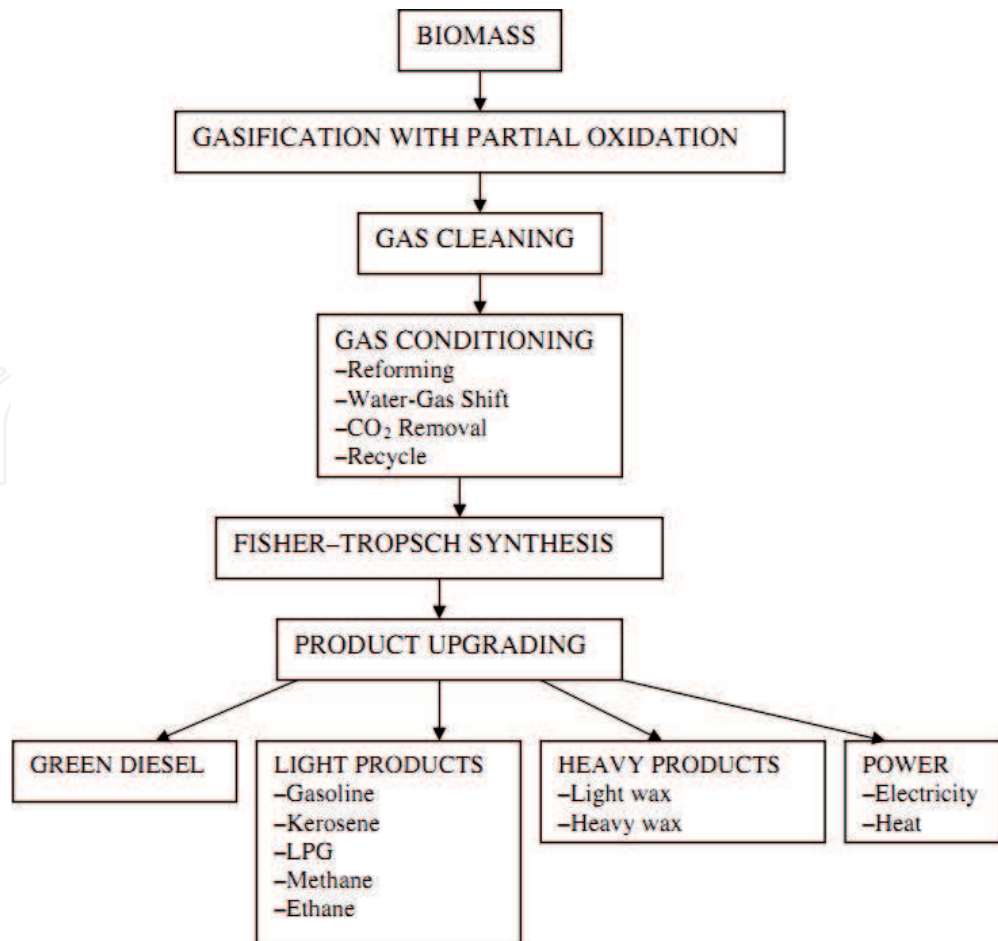 BIOMASS
GASIFICATION WITH PARTIAL OXIDATION
GAS CLEANING
GAS CONDITIONING
–Reforming
–Water-Gas Shift
–CO₂ Removal
–Recycle
FISHER–TROPSCH SYNTHESIS
PRODUCT UPGRADING
GREEN DIESEL
LIGHT PRODUCTS
–Gasoline
–Kerosene
–LPG
–Methane
–Ethane
HEAVY PRODUCTS
–Light wax
–Heavy wax
POWER
–Electricity
–Heat